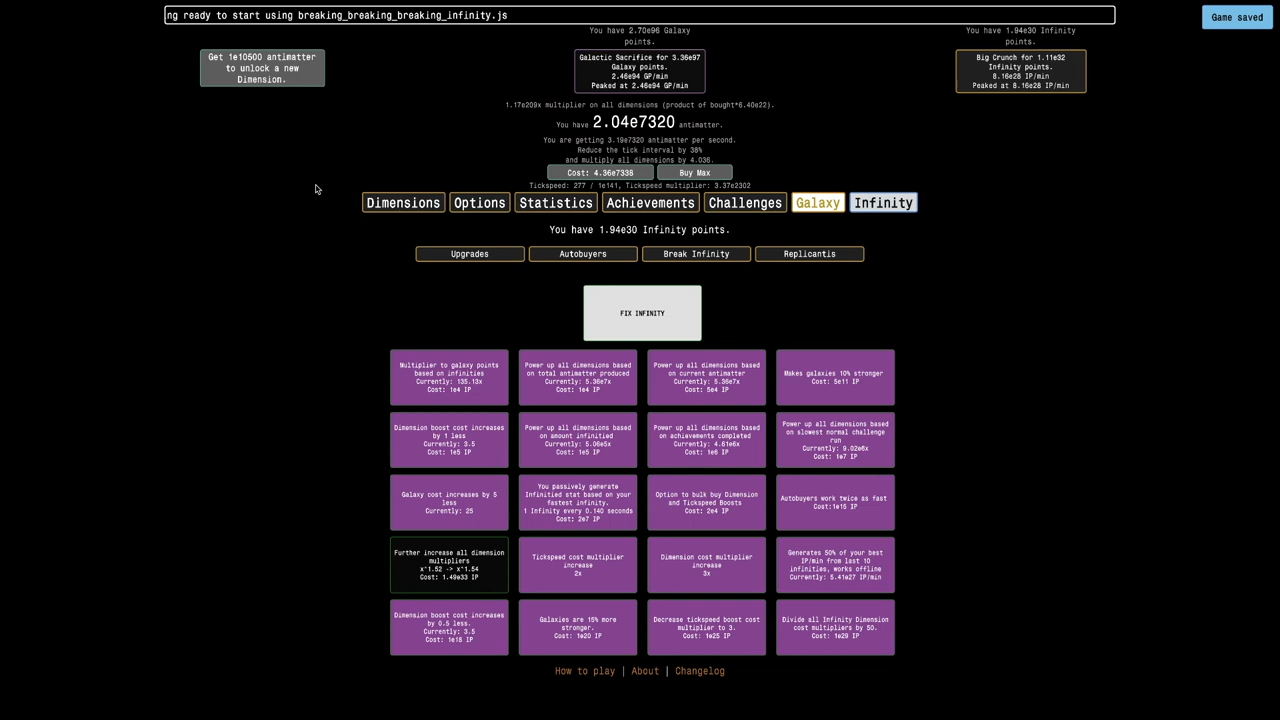 ng ready to start using breaking_breaking_breaking_infinity.js
Game saved
You have 2.70e96 Galaxy
points.
You have 1.94e30 Infinity
points.
Get 1e10500 antimatter
to unlock a new
Dimension.
Galactic Sacrifice for 3.36e97
Galaxy points.
2.46e94 GP/min
Peaked at 2.46e94 GP/min
Big Crunch for 1.11e32
Infinity points.
8.16e28 IP/min
Peaked at 8.16e28 IP/min
1.17e209x multiplier on all dimensions (product of bought*6.40e22).
You have 2.04e7320 antimatter.
You are getting 3.19e7320 antimatter per second.
Reduce the tick interval by 38%
and multiply all dimensions by 4.036.
Cost: 4.36e7338
Buy Max
Tickspeed: 277 / 1e141, Tickspeed multiplier: 3.37e2302
Dimensions
Options
Statistics
Achievements
Challenges
Galaxy
Infinity
You have 1.94e30 Infinity points.
Upgrades
Autobuyers
Break Infinity
Replicantis
FIX INFINITY
Multiplier to galaxy points
based on infinities
Currently: 135.13x
Cost: 1e4 IP
Power up all dimensions based
on total antimatter produced
Currently: 5.36e7x
Cost: 1e4 IP
Power up all dimensions based
on current antimatter
Currently: 5.36e7x
Cost: 5e4 IP
Makes galaxies 10% stronger
Cost: 5e11 IP
Dimension boost cost increases
by 1 less
Currently: 3.5
Cost: 1e5 IP
Power up all dimensions based
on amount infinitied
Currently: 5.06e5x
Cost: 1e5 IP
Power up all dimensions based
on achievements completed
Currently: 4.61e6x
Cost: 1e6 IP
Power up all dimensions based
on slowest normal challenge
run
Currently: 9.02e6x
Cost: 1e7 IP
Galaxy cost increases by 5
less
Currently: 25
You passively generate
Infinitied stat based on your
fastest infinity.
1 Infinity every 0.140 seconds
Cost: 2e7 IP
Option to bulk buy Dimension
and Tickspeed Boosts
Cost: 2e4 IP
Autobuyers work twice as fast
Cost:1e15 IP
Further increase all dimension
multipliers
x^1.52 -> x^1.54
Cost: 1.49e33 IP
Tickspeed cost multiplier
increase
2x
Dimension cost multiplier
increase
3x
Generates 50% of your best
IP/min from last 10
infinities, works offline
Currently: 5.41e27 IP/min
Dimension boost cost increases
by 0.5 less.
Currently: 3.5
Cost: 1e18 IP
Galaxies are 15% more
stronger.
Cost: 1e20 IP
Decrease tickspeed boost cost
multiplier to 3.
Cost: 1e25 IP
Divide all Infinity Dimension
cost multipliers by 50.
Cost: 1e29 IP
How to play | About | Changelog